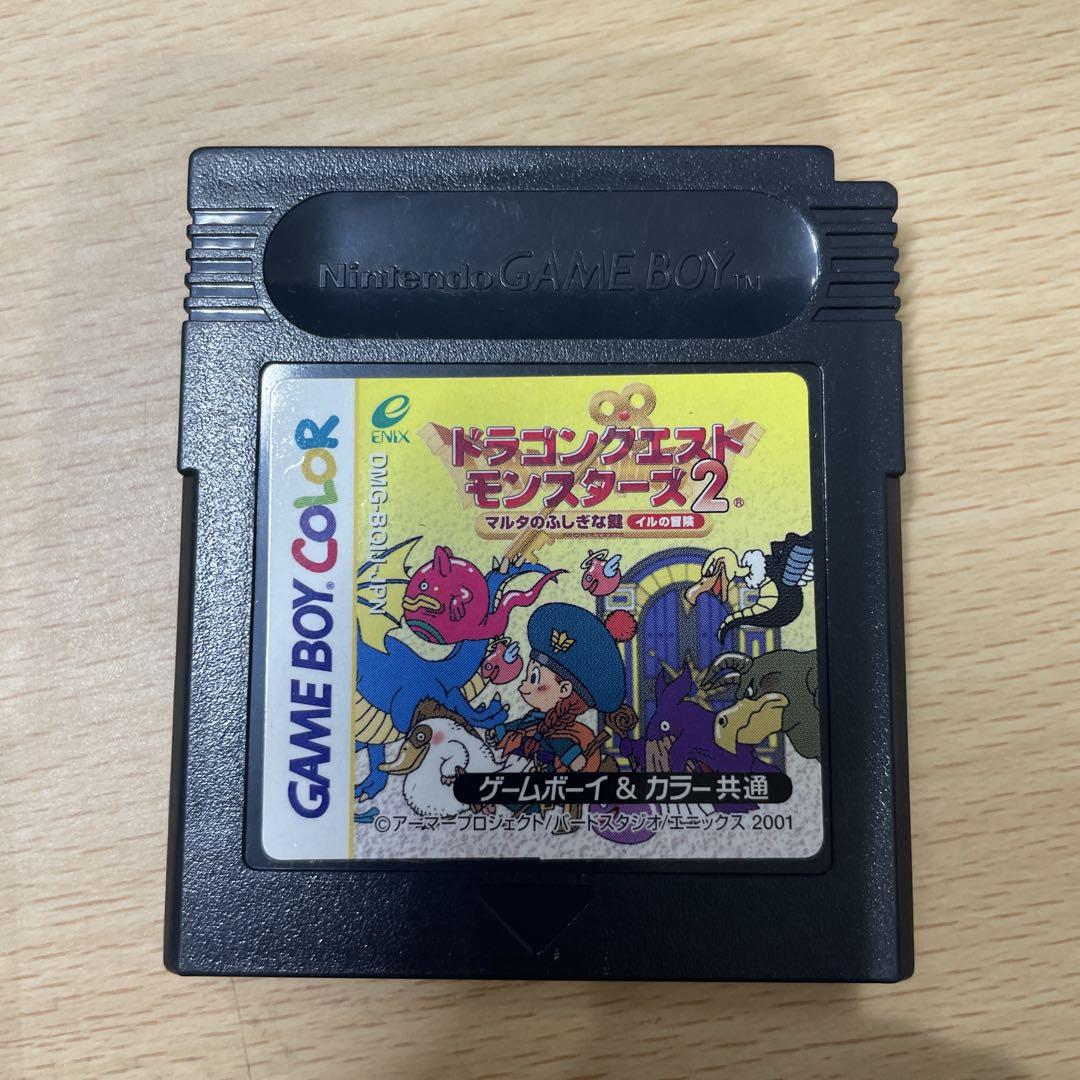 Nintendo GAME BOY TM
GAME BOY COLOR
ENIX
DMG-BQIJ-JPN
ドラゴンクエスト
モンスターズ2®
マルタのふしぎな鍵 イルの冒険
ゲームボーイ & カラー共通
©アーマープロジェクト/バードスタジオ/エニックス 2001